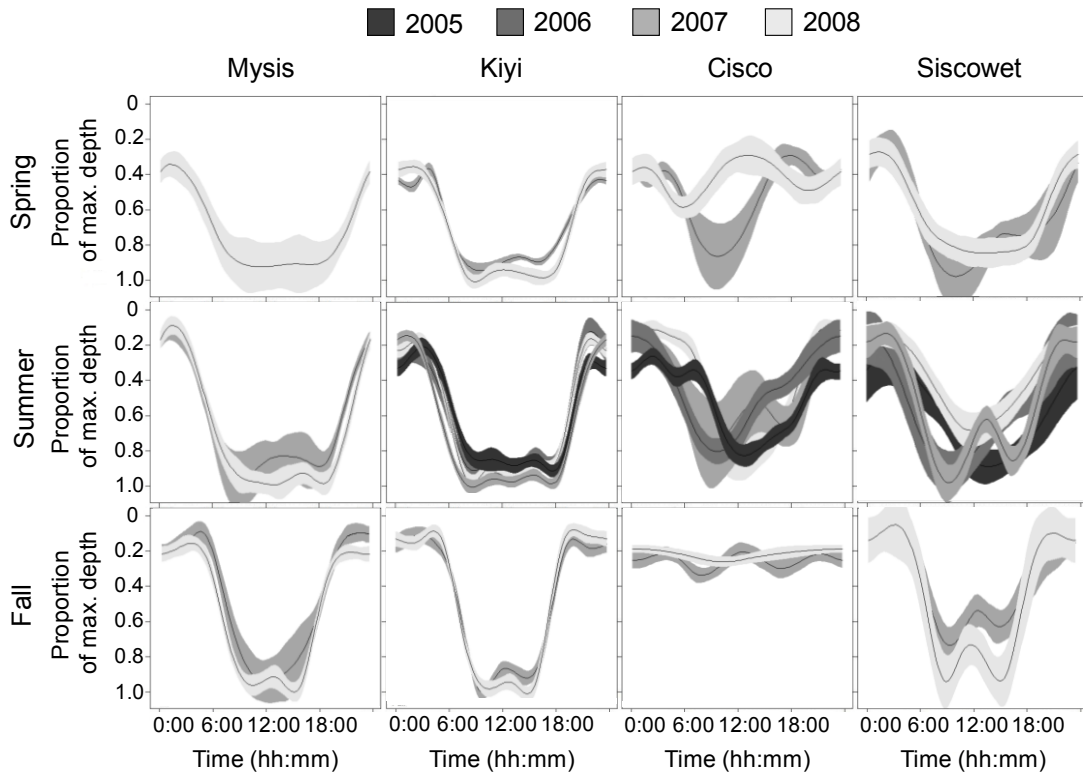 2005 2006 2007 2008
Mysis Kiyi Cisco Siscowet
Spring
Proportion
of max. depth
0
0.2
0.4
0.6
0.8
1.0
Summer
Proportion
of max. depth
0
0.2
0.4
0.6
0.8
1.0
Fall
Proportion
of max. depth
0
0.2
0.4
0.6
0.8
1.0
0:00 6:00 12:00 18:00 0:00 6:00 12:00 18:00 0:00 6:00 12:00 18:00 0:00 6:00 12:00 18:00
Time (hh:mm) Time (hh:mm) Time (hh:mm) Time (hh:mm)